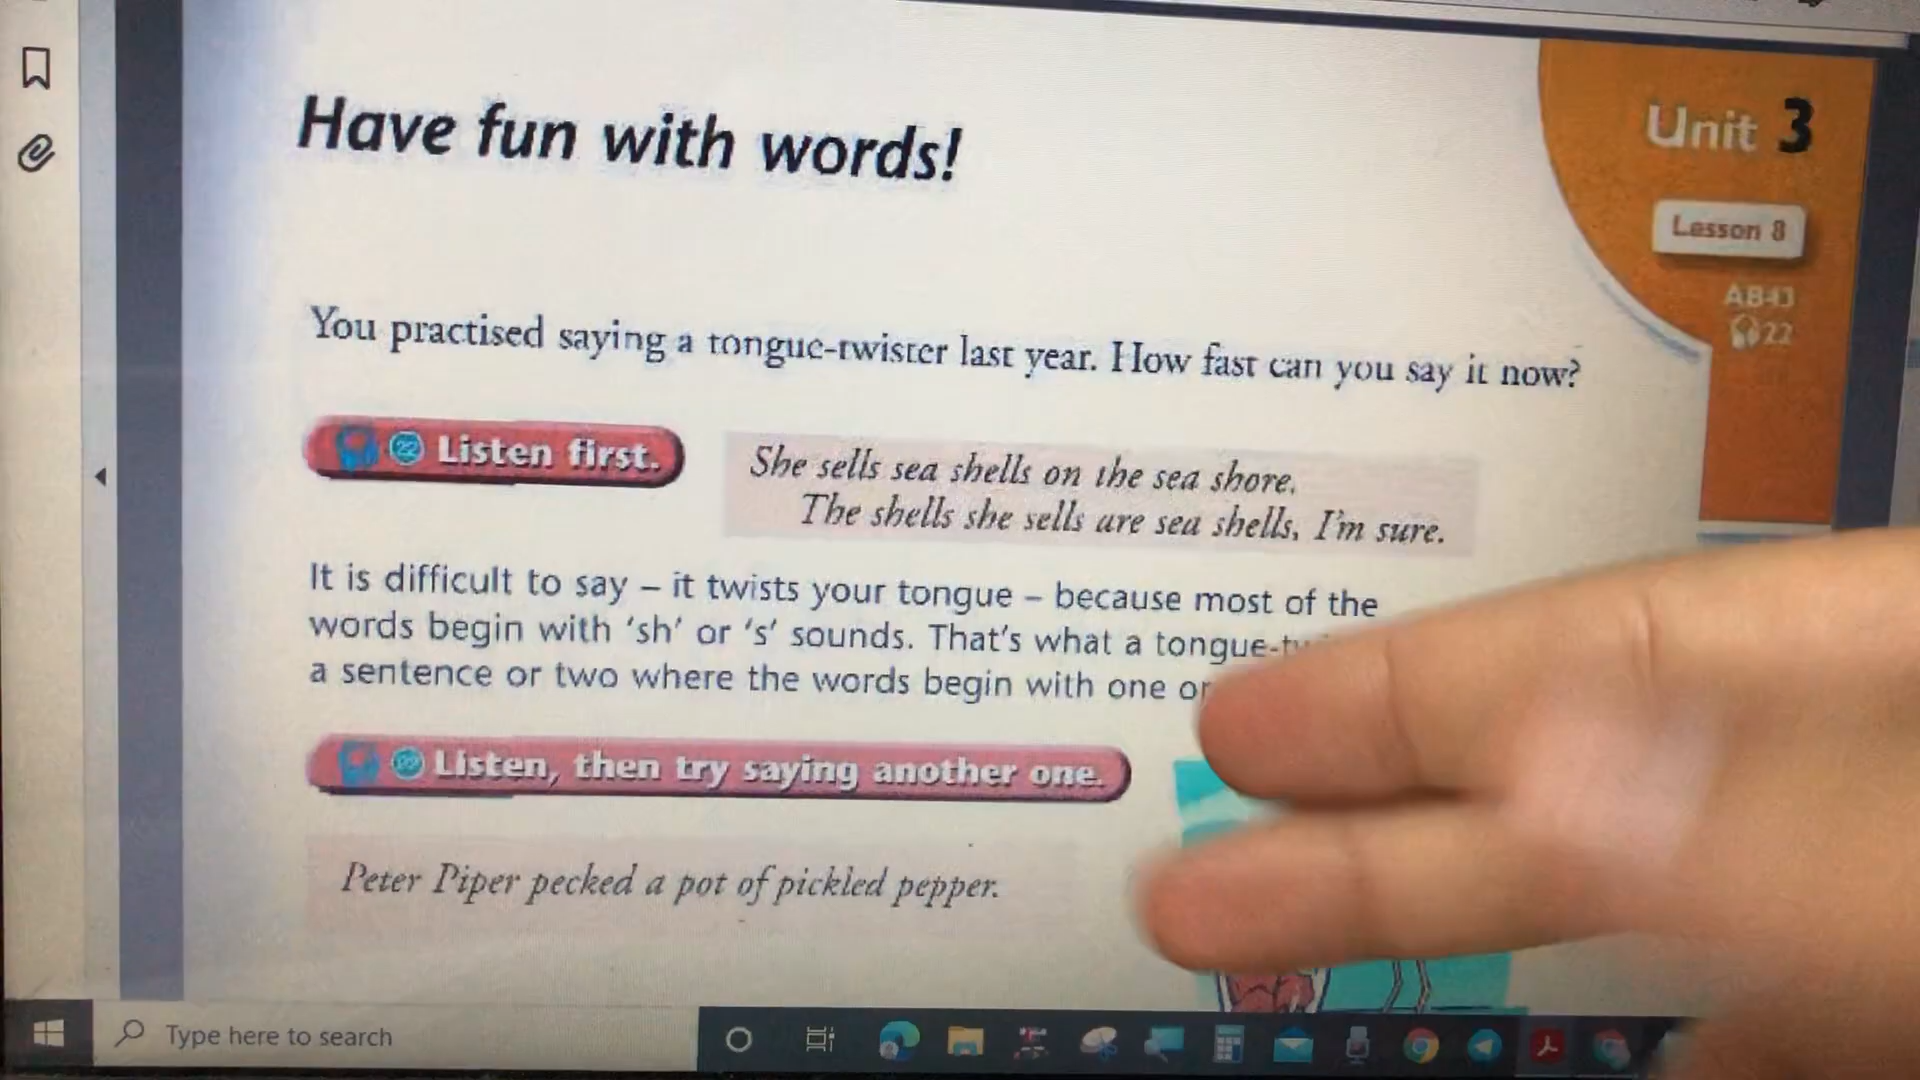 Have fun with words!
Unit 3
Lesson 8
AB43
22
You practised saying a tongue-twister last year. How fast can you say it now?
22 Listen first.
She sells sea shells on the sea shore.
The shells she sells are sea shells, I'm sure.
It is difficult to say – it twists your tongue – because most of the
words begin with 'sh' or 's' sounds. That's what a
a sentence or two where the words begin with one or
22 Listen, then try saying another one.
Peter Piper pecked a pot of pickled pepper.
Type here to search